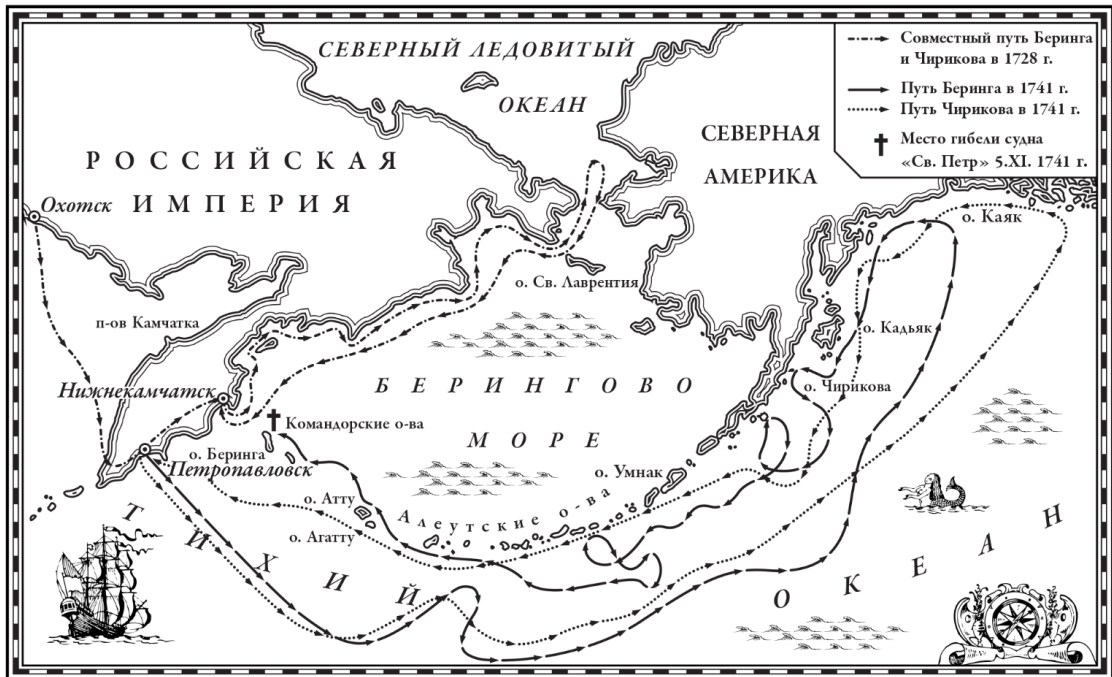 СЕВЕРНЫЙ ЛЕДОВИТЫЙ
ОКЕАН
Совместный путь Беринга
и Чирикова в 1728 г.
Путь Беринга в 1741 г.
Путь Чирикова в 1741 г.
Место гибели судна
«Св. Петр» 5.XI. 1741 г.
СЕВЕРНАЯ
АМЕРИКА
РОССИЙСКАЯ
ИМПЕРИЯ
Охотск
о. Каяк
о. Св. Лаврентия
п-ов Камчатка
о. Кадьяк
Нижнекамчатск
БЕРИНГОВО
МОРЕ
о. Чирикова
Командорские о-ва
о. Беринга
Петропавловск
о. Умнак
о. Атту
Алеутские о-ва
о. Агатту
ТИХИЙ
ОКЕАН